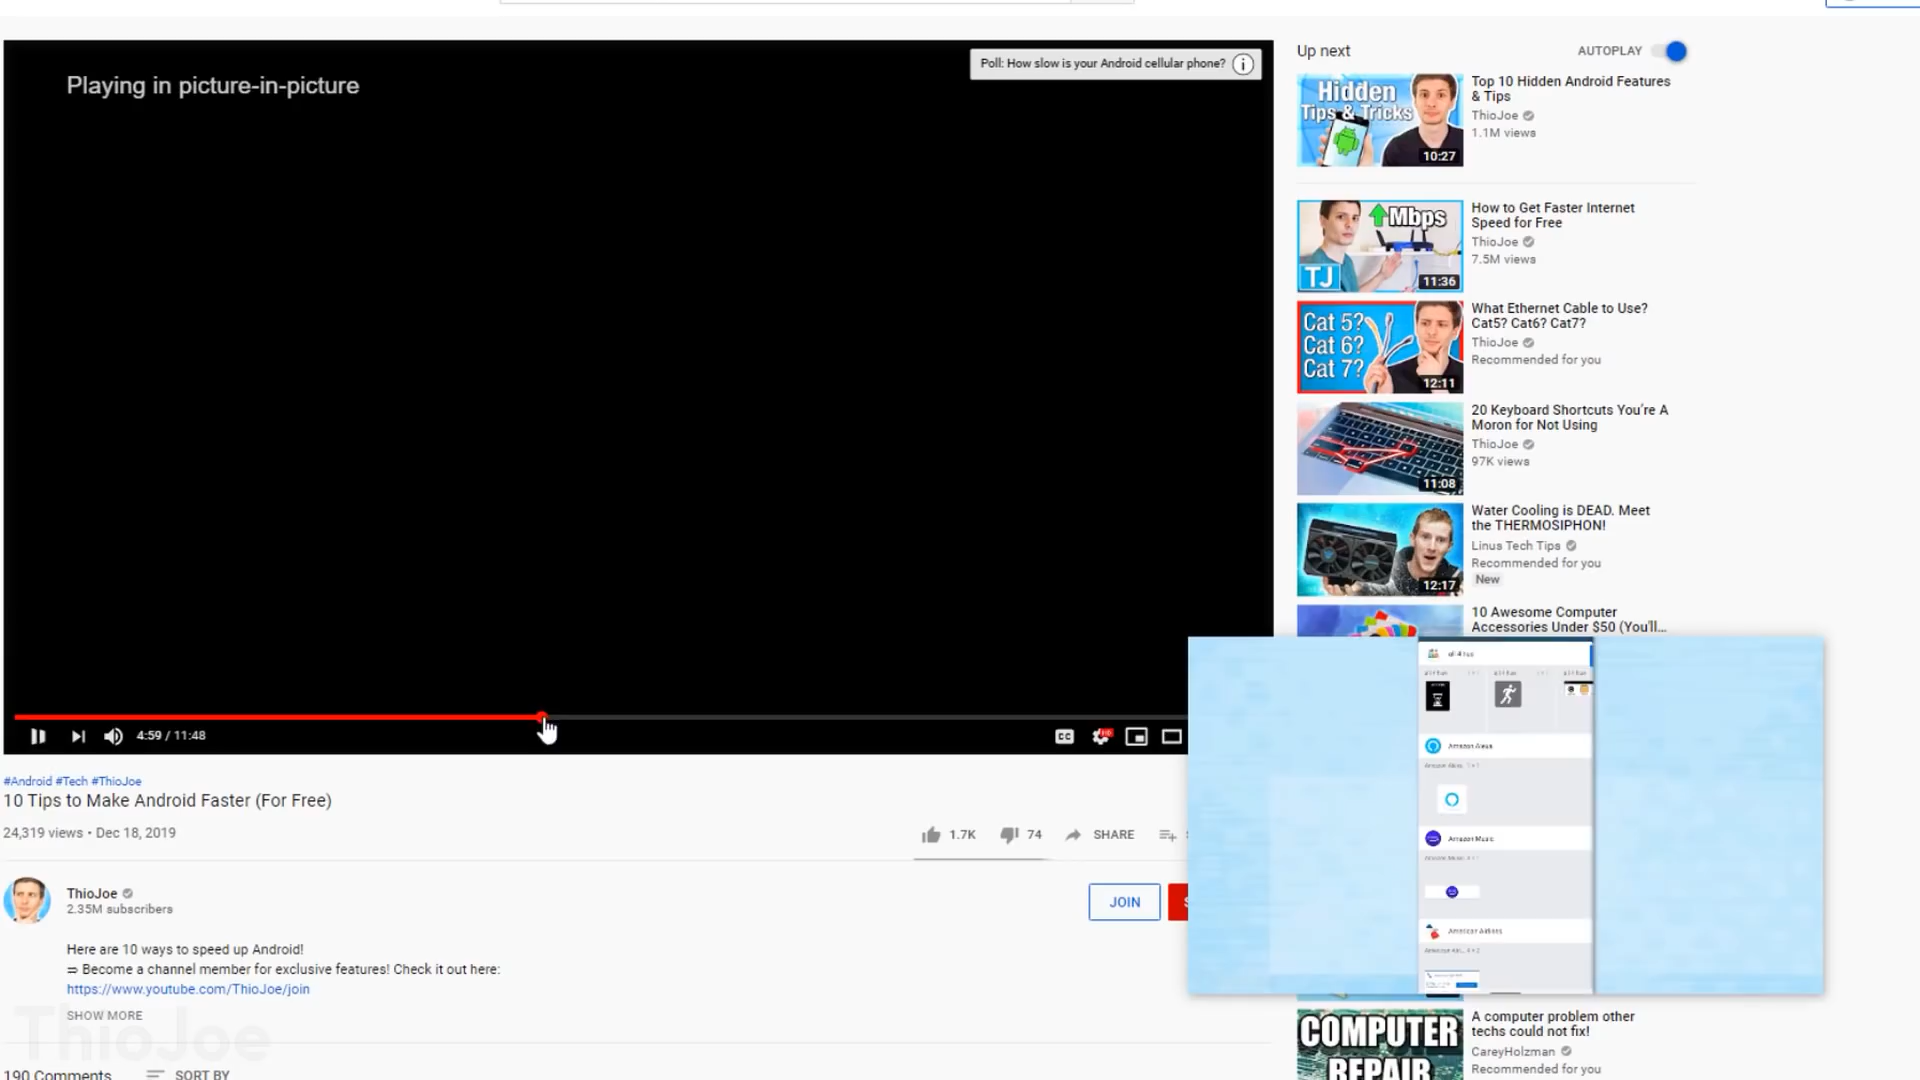 Playing in picture-in-picture
Poll: How slow is your Android cellular phone?
4:59 / 11:48
CC
HD
#Android #Tech #ThioJoe
10 Tips to Make Android Faster (For Free)
24,319 views • Dec 18, 2019
1.7K
74
SHARE
ThioJoe
2.35M subscribers
JOIN
Here are 10 ways to speed up Android!
⇒ Become a channel member for exclusive features! Check it out here:
https://www.youtube.com/ThioJoe/join
SHOW MORE
ThioJoe
190 Comments
SORT BY
Up next
AUTOPLAY
Hidden
Tips & Tricks
10:27
Top 10 Hidden Android Features
& Tips
ThioJoe
1.1M views
Mbps
TJ
11:36
How to Get Faster Internet
Speed for Free
ThioJoe
7.5M views
Cat 5?
Cat 6?
Cat 7?
12:11
What Ethernet Cable to Use?
Cat5? Cat6? Cat7?
ThioJoe
Recommended for you
11:08
20 Keyboard Shortcuts You're A
Moron for Not Using
ThioJoe
97K views
12:17
Water Cooling is DEAD. Meet
the THERMOSIPHON!
Linus Tech Tips
Recommended for you
New
10 Awesome Computer
Accessories Under $50 (You'll...
Amazon Alexa
Amazon Music
American Airlines
COMPUTER
REPAIR
A computer problem other
techs could not fix!
CareyHolzman
Recommended for you